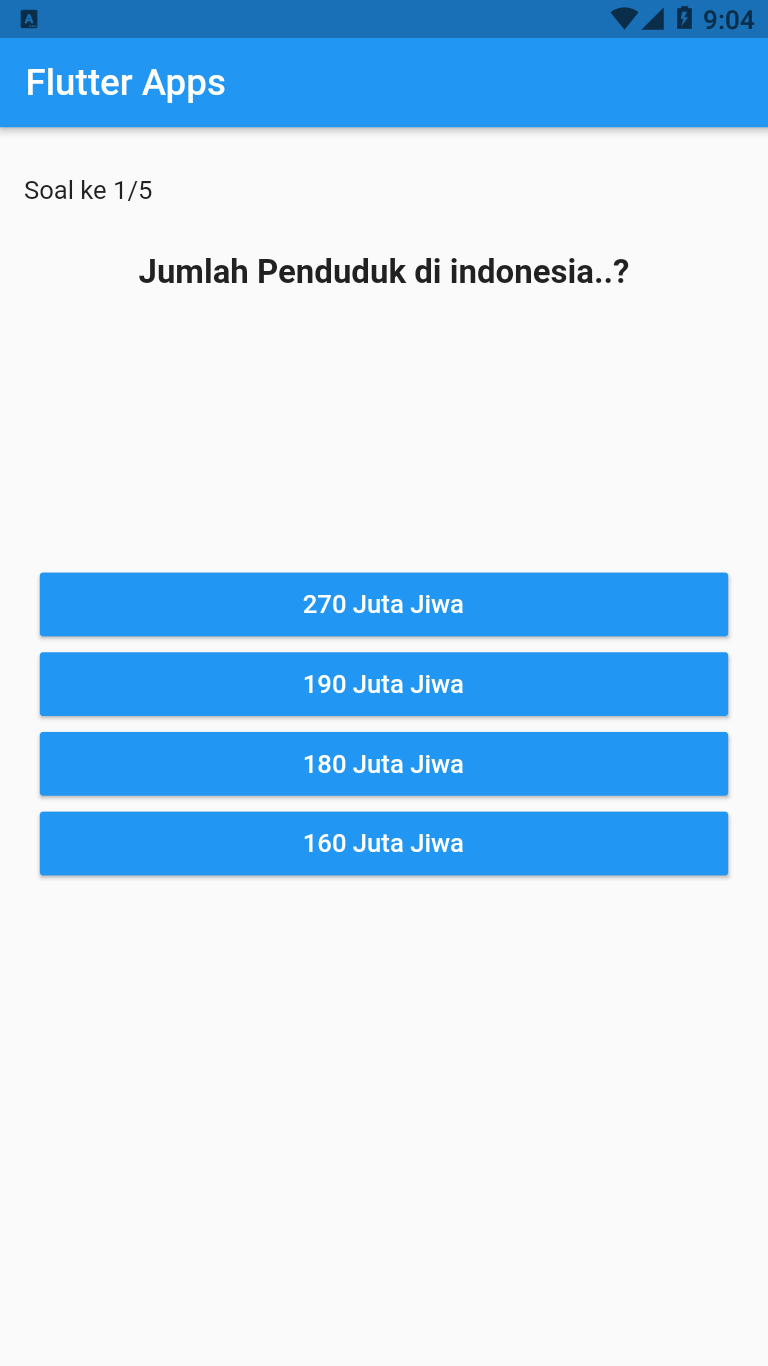 9:04
Flutter Apps
Soal ke 1/5
Jumlah Penduduk di indonesia..?
270 Juta Jiwa
190 Juta Jiwa
180 Juta Jiwa
160 Juta Jiwa